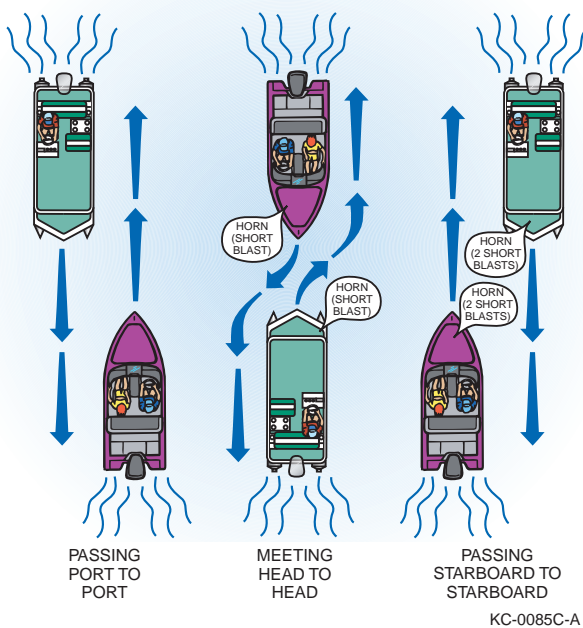 HORN
(SHORT
BLAST)
HORN
(SHORT
BLAST)
HORN
(2 SHORT
BLASTS)
HORN
(2 SHORT
BLASTS)
PASSING
PORT TO
PORT
MEETING
HEAD TO
HEAD
PASSING
STARBOARD TO
STARBOARD
KC-0085C-A